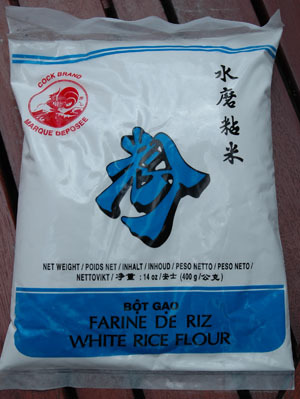 COCK BRAND
MARQUE DEPOSEE
水磨粘米
粉
NET WEIGHT / POIDS NET / INHALT / INHOUD / PESO NETTO / PESO NETO /
NETTOVIKT / 淨重 : 14 oz / 安士 (400 g / 公克)
BỘT GẠO
FARINE DE RIZ
WHITE RICE FLOUR